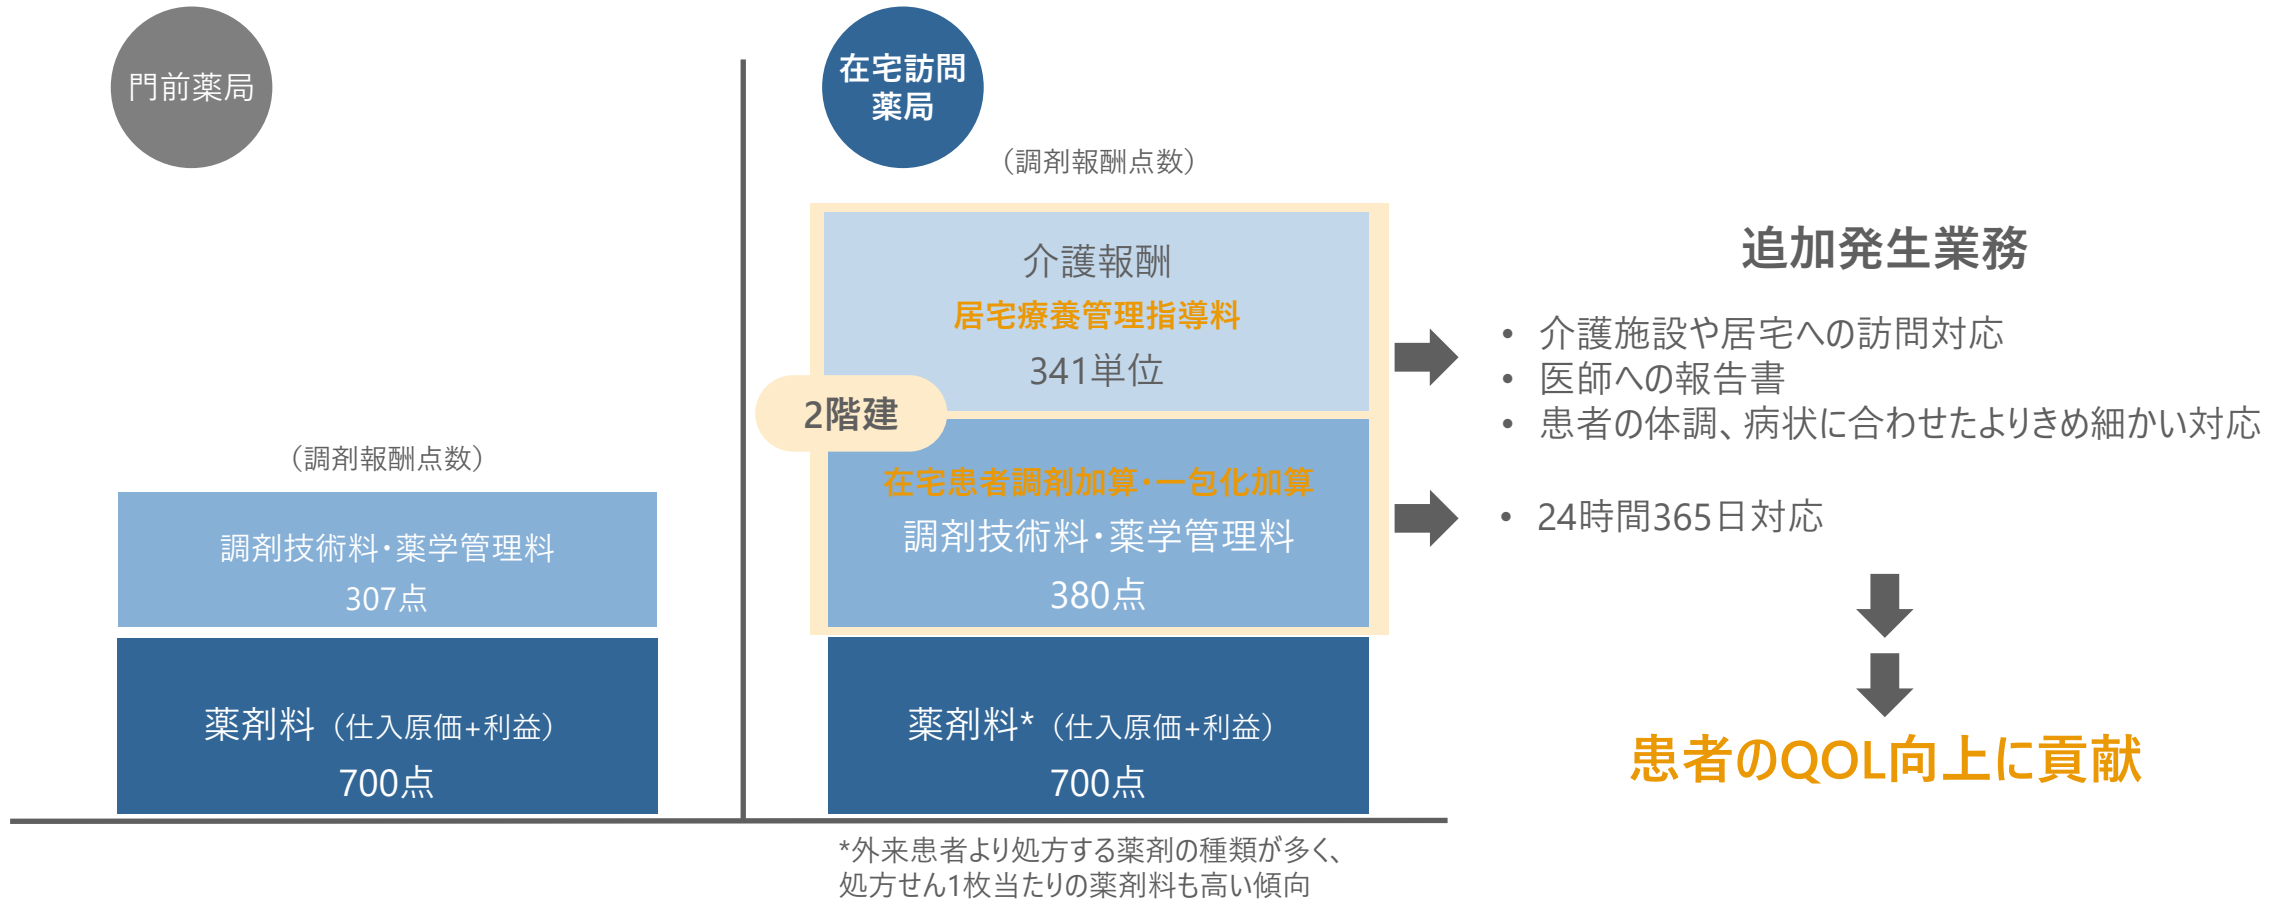 門前薬局
（調剤報酬点数）
調剤技術料・薬学管理料
307点
薬剤料（仕入原価+利益）
700点
在宅訪問
薬局
（調剤報酬点数）
介護報酬
居宅療養管理指導料
341単位
2階建
在宅患者調剤加算・一包化加算
調剤技術料・薬学管理料
380点
薬剤料*（仕入原価+利益）
700点
*外来患者より処方する薬剤の種類が多く、
処方せん1枚当たりの薬剤料も高い傾向
追加発生業務
• 介護施設や居宅への訪問対応
• 医師への報告書
• 患者の体調、病状に合わせたよりきめ細かい対応
• 24時間365日対応
患者のQOL向上に貢献